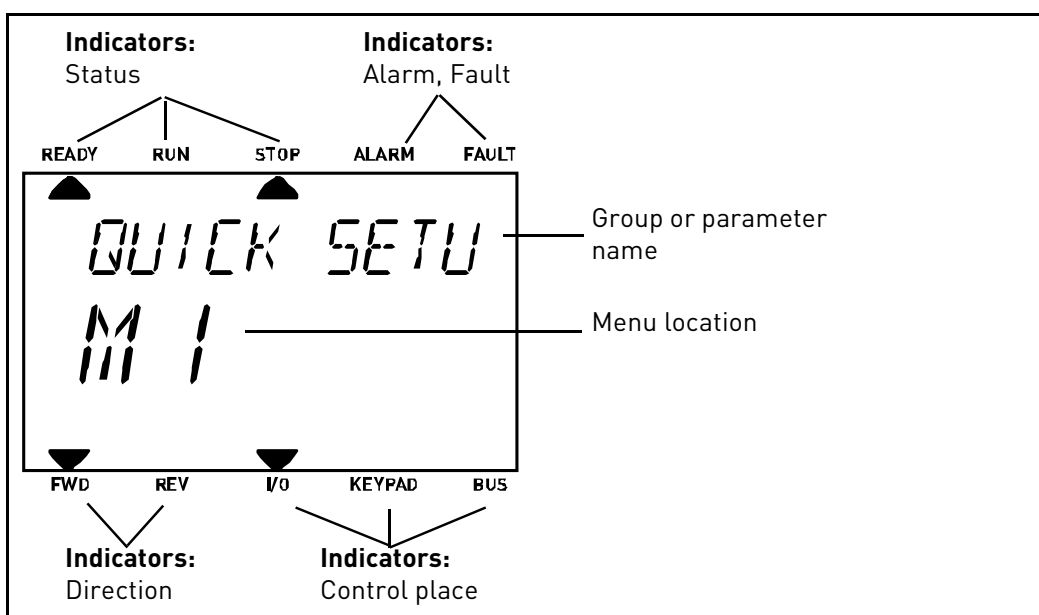 Indicators:
Status
Indicators:
Alarm, Fault
READY RUN STOP ALARM FAULT
QUICK SETU
Group or parameter
name
M1
Menu location
FWD REV I/O KEYPAD BUS
Indicators:
Direction
Indicators:
Control place